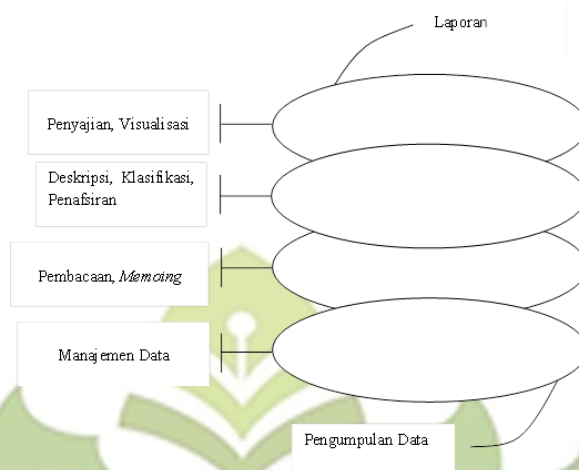 Laporan
Penyajian, Visualisasi
Deskripsi, Klasifikasi,
Penafsiran
Pembacaan, Memoing
Manajemen Data
Pengumpulan Data